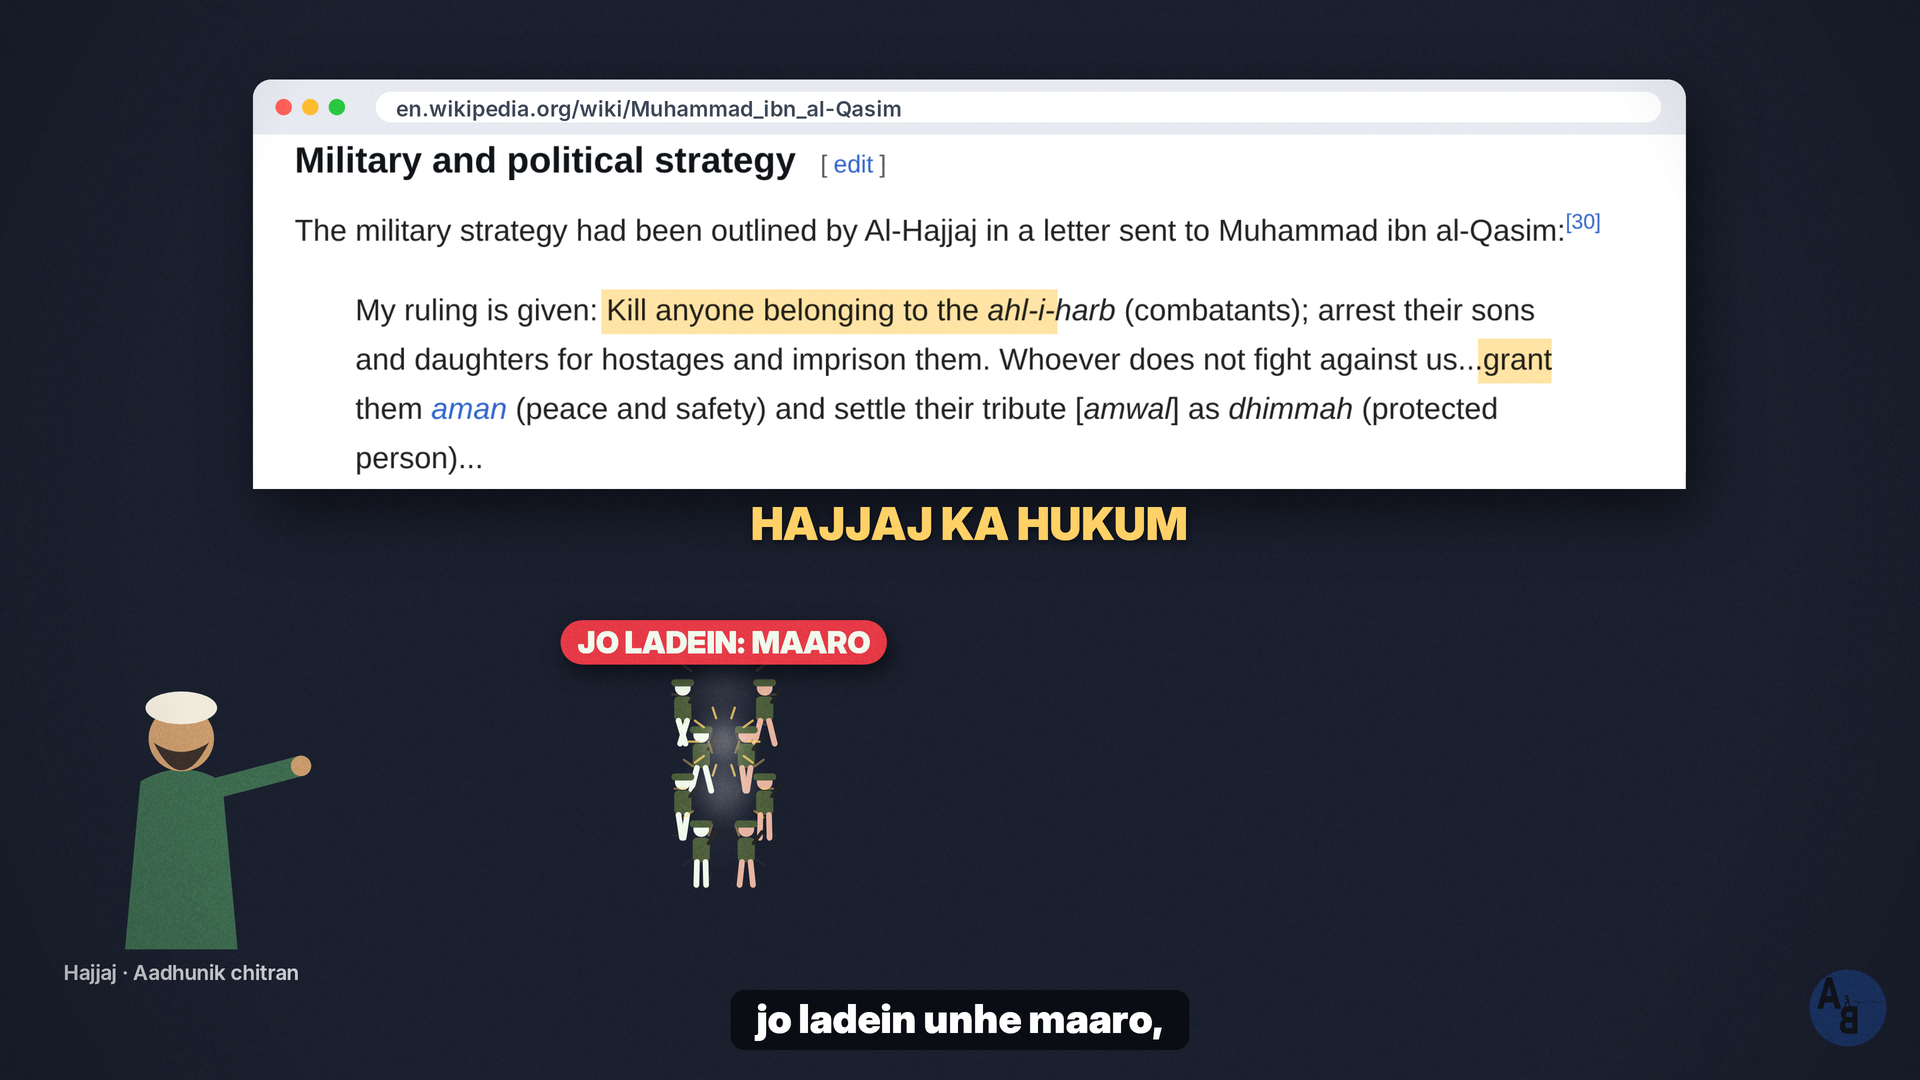 en.wikipedia.org/wiki/Muhammad_ibn_al-Qasim
Military and political strategy [ edit ]
The military strategy had been outlined by Al-Hajjaj in a letter sent to Muhammad ibn al-Qasim:[30]
My ruling is given: Kill anyone belonging to the ahl-i-harb (combatants); arrest their sons
and daughters for hostages and imprison them. Whoever does not fight against us...grant
them aman (peace and safety) and settle their tribute [amwal] as dhimmah (protected
person)...
HAJJAJ KA HUKUM
JO LADEIN: MAARO
Hajjaj · Aadhunik chitran
jo ladein unhe maaro,
A
B